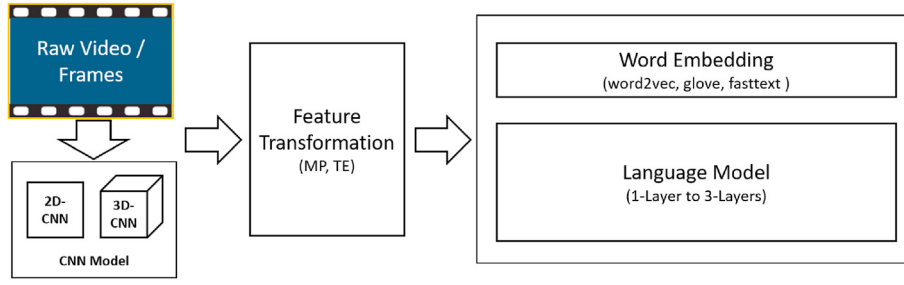 Raw Video /
Frames
2D-
CNN
3D-
CNN
CNN Model
Feature
Transformation
(MP, TE)
Word Embedding
(word2vec, glove, fasttext )
Language Model
(1-Layer to 3-Layers)